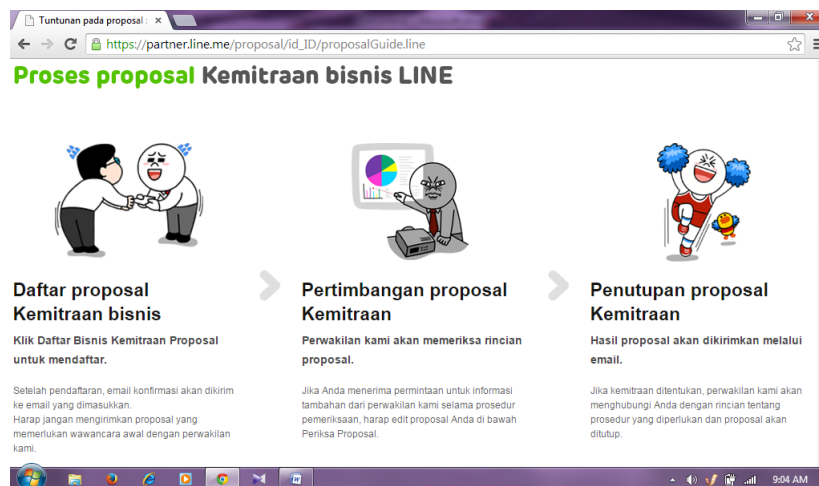 Tuntunan pada proposal :
https://partner.line.me/proposal/id_ID/proposalGuide.line
Proses proposal Kemitraan bisnis LINE
Daftar proposal
Kemitraan bisnis
Klik Daftar Bisnis Kemitraan Proposal
untuk mendaftar.
Setelah pendaftaran, email konfirmasi akan dikirim
ke email yang dimasukkan.
Harap jangan mengirimkan proposal yang
memerlukan wawancara awal dengan perwakilan
kami.
Pertimbangan proposal
Kemitraan
Perwakilan kami akan memeriksa rincian
proposal.
Jika Anda menerima permintaan untuk informasi
tambahan dari perwakilan kami selama prosedur
pemeriksaan, harap edit proposal Anda di bawah
Periksa Proposal.
Penutupan proposal
Kemitraan
Hasil proposal akan dikirimkan melalui
email.
Jika kemitraan ditentukan, perwakilan kami akan
menghubungi Anda dengan rincian tentang
prosedur yang diperlukan dan proposal akan
ditutup.
9:04 AM